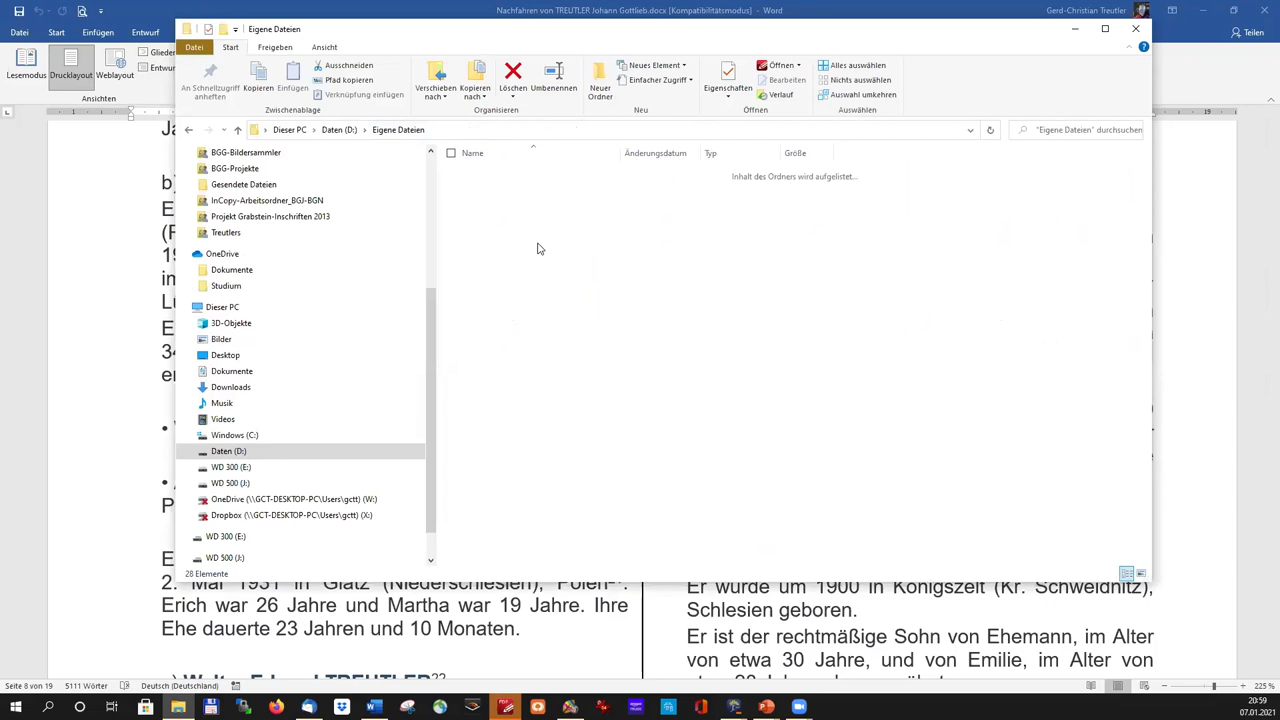 Nachfahren von TREUTLER Johann Gottlieb.docx [Kompatibilitätsmodus] - Word
Gerd-Christian Treutler
Eigene Dateien
Datei
Start
Einfügen
Entwurf
Teilen
Datei
Start
Freigeben
Ansicht
Lesemodus
Drucklayout
Weblayout
Ansichten
An Schnellzugriff anheften
Kopieren
Einfügen
Ausschneiden
Pfad kopieren
Verknüpfung einfügen
Zwischenablage
Verschieben nach
Kopieren nach
Löschen
Umbenennen
Organisieren
Neuer Ordner
Neues Element
Einfacher Zugriff
Neu
Eigenschaften
Öffnen
Bearbeiten
Verlauf
Öffnen
Alles auswählen
Nichts auswählen
Auswahl umkehren
Auswählen
Dieser PC
Daten (D:)
Eigene Dateien
"Eigene Dateien" durchsuchen
Name
Änderungsdatum
Typ
Größe
Inhalt des Ordners wird aufgelistet...
BGG-Bildersammler
BGG-Projekte
Gesendete Dateien
InCopy-Arbeitsordner_BGJ-BGN
Projekt Grabstein-Inschriften 2013
Treutlers
OneDrive
Dokumente
Studium
Dieser PC
3D-Objekte
Bilder
Desktop
Dokumente
Downloads
Musik
Videos
Windows (C:)
Daten (D:)
WD 300 (E:)
WD 500 (J:)
OneDrive (\\GCT-DESKTOP-PC\Users\gctt) (W:)
Dropbox (\\GCT-DESKTOP-PC\Users\gctt) (X:)
WD 300 (E:)
WD 500 (J:)
28 Elemente
Erich war 26 Jahre und Martha war 19 Jahre. Ihre
Ehe dauerte 23 Jahren und 10 Monaten.
Er wurde um 1900 in Königszelt (Kr. Schweidnitz),
Schlesien geboren.
Er ist der rechtmäßige Sohn von Ehemann, im Alter
von etwa 30 Jahre, und von Emilie, im Alter von
Seite 8 von 19
5111 Wörter
Deutsch (Deutschland)
225 %
20:59
07.01.2021